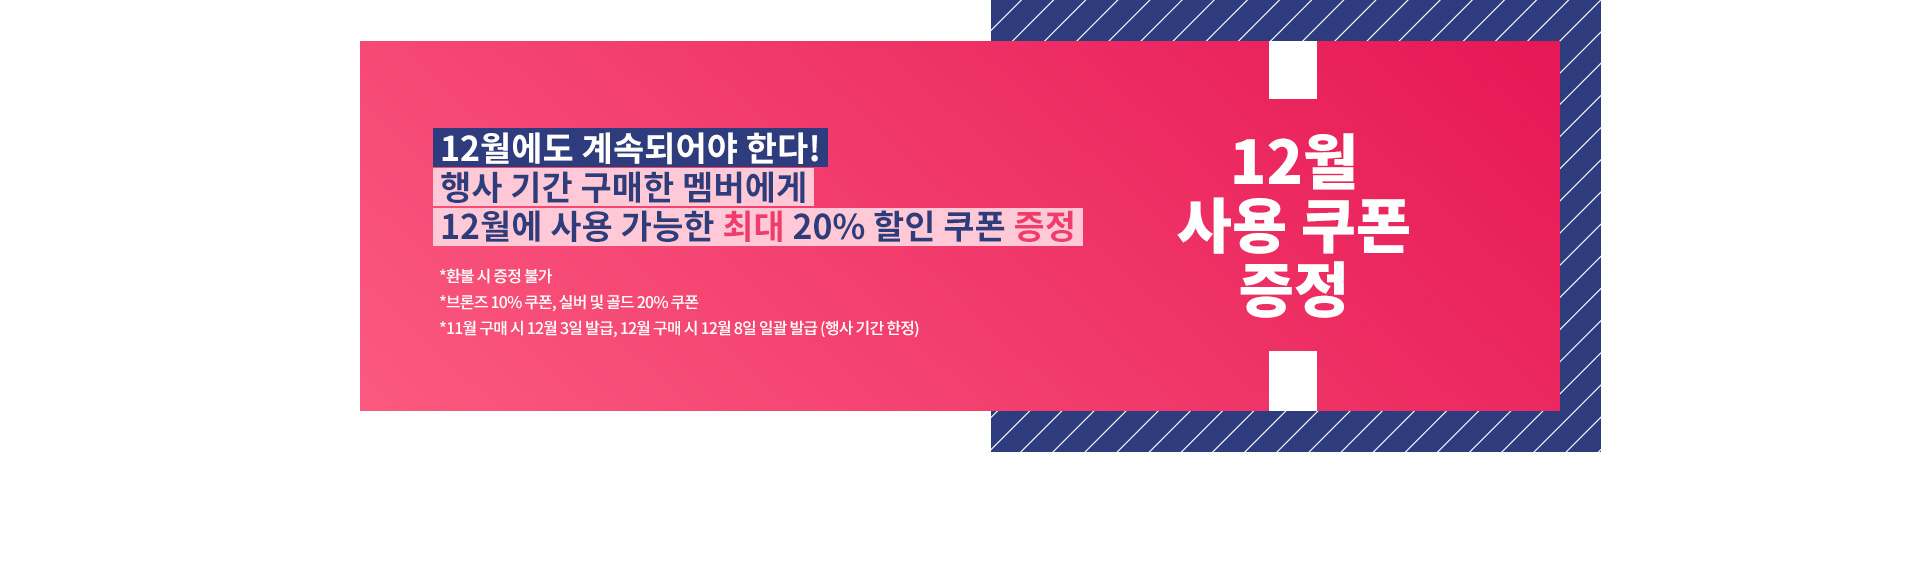 12월에도 계속되어야 한다!
행사 기간 구매한 멤버에게
12월에 사용 가능한 최대 20% 할인 쿠폰 증정
*환불 시 증정 불가
*브론즈 10% 쿠폰, 실버 및 골드 20% 쿠폰
*11월 구매 시 12월 3일 발급, 12월 구매 시 12월 8일 일괄 발급 (행사 기간 한정)
12월
사용 쿠폰
증정